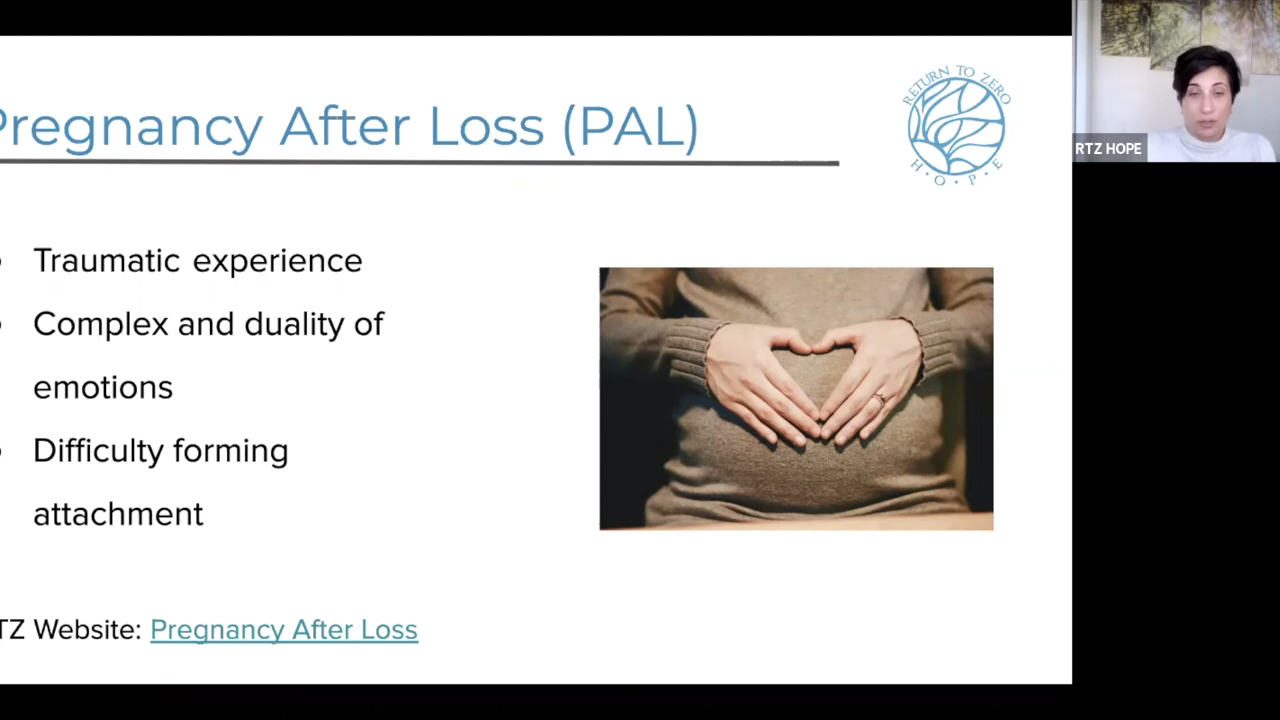 RETURN TO ZERO
H·O·P·E
Pregnancy After Loss (PAL)
RTZ HOPE
Traumatic experience
Complex and duality of
emotions
Difficulty forming
attachment
TZ Website: Pregnancy After Loss